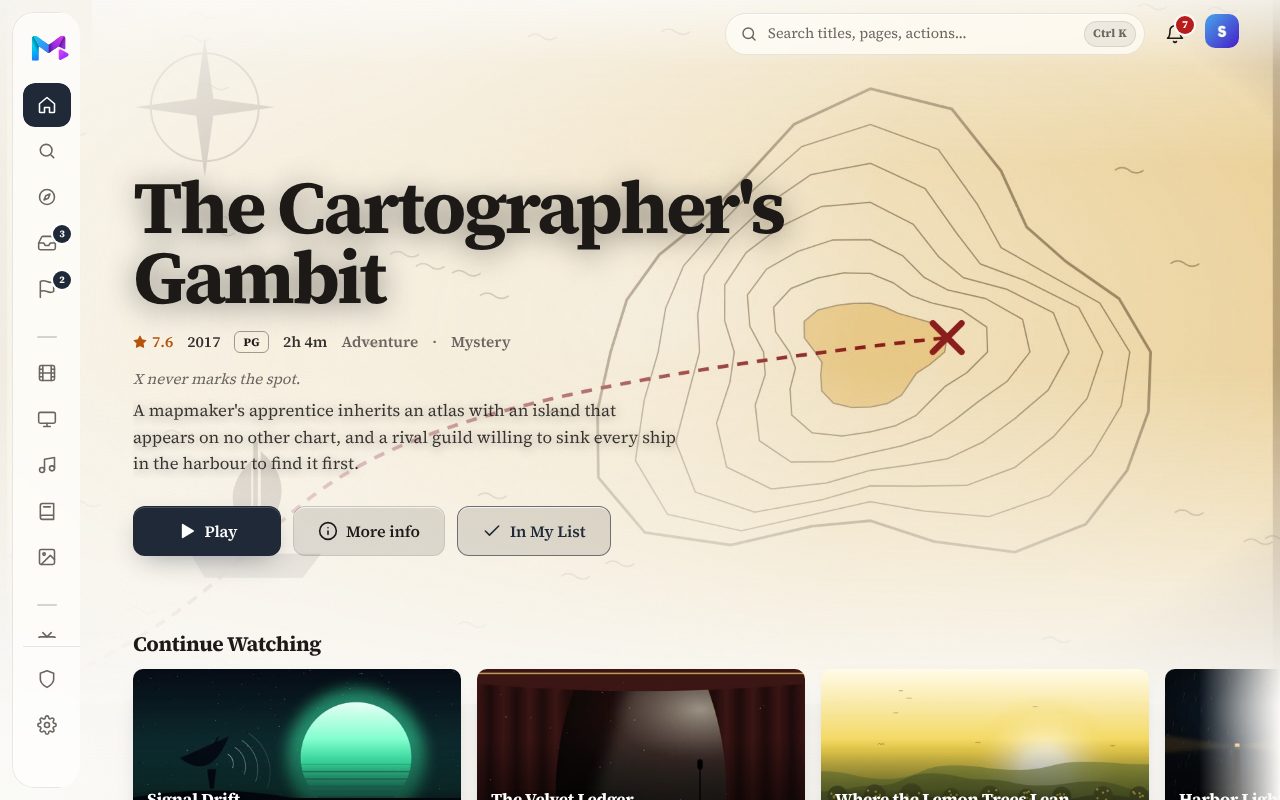 Search titles, pages, actions...
Ctrl K
7
S
3
2
The Cartographer's
Gambit
7.6 2017 PG 2h 4m Adventure · Mystery
X never marks the spot.
A mapmaker's apprentice inherits an atlas with an island that
appears on no other chart, and a rival guild willing to sink every ship
in the harbour to find it first.
Play
More info
In My List
Continue Watching
Signal Drift
The Velvet Ledger
Where the Lemon Trees Lean